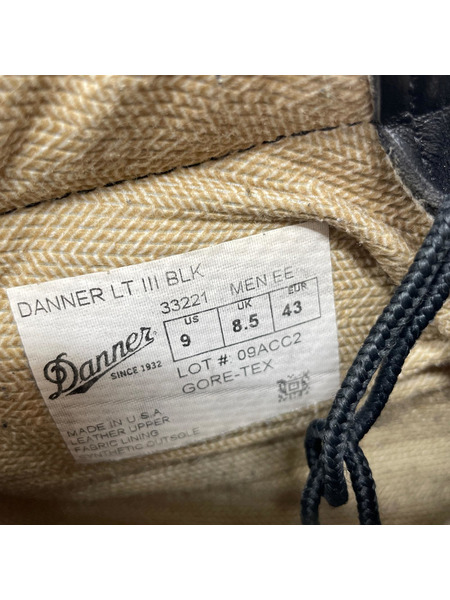 DANNER LT III BLK
33221 MEN EE
US UK EUR
9 8.5 43
Danner
SINCE 1932
LOT # 09ACC2
GORE-TEX
MADE IN U.S.A
LEATHER UPPER
FABRIC LINING
SYNTHETIC OUTSOLE